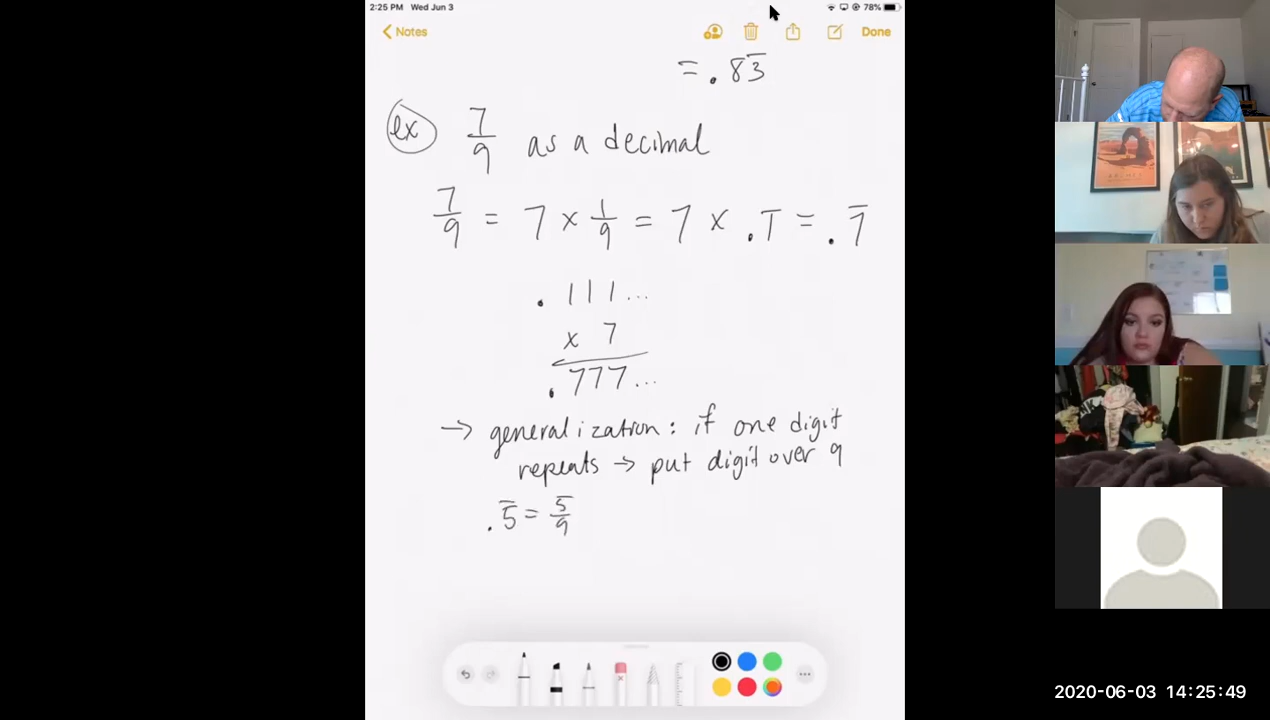 2:25 PM Wed Jun 3
78%
Notes
Done
= .83̅
ex 7/9 as a decimal
7/9 = 7 x 1/9 = 7 x .1̅ = .7̅
.111...
x 7
.777...
→ generalization: if one digit
repeats → put digit over 9
.5̅ = 5/9
2020-06-03 14:25:49